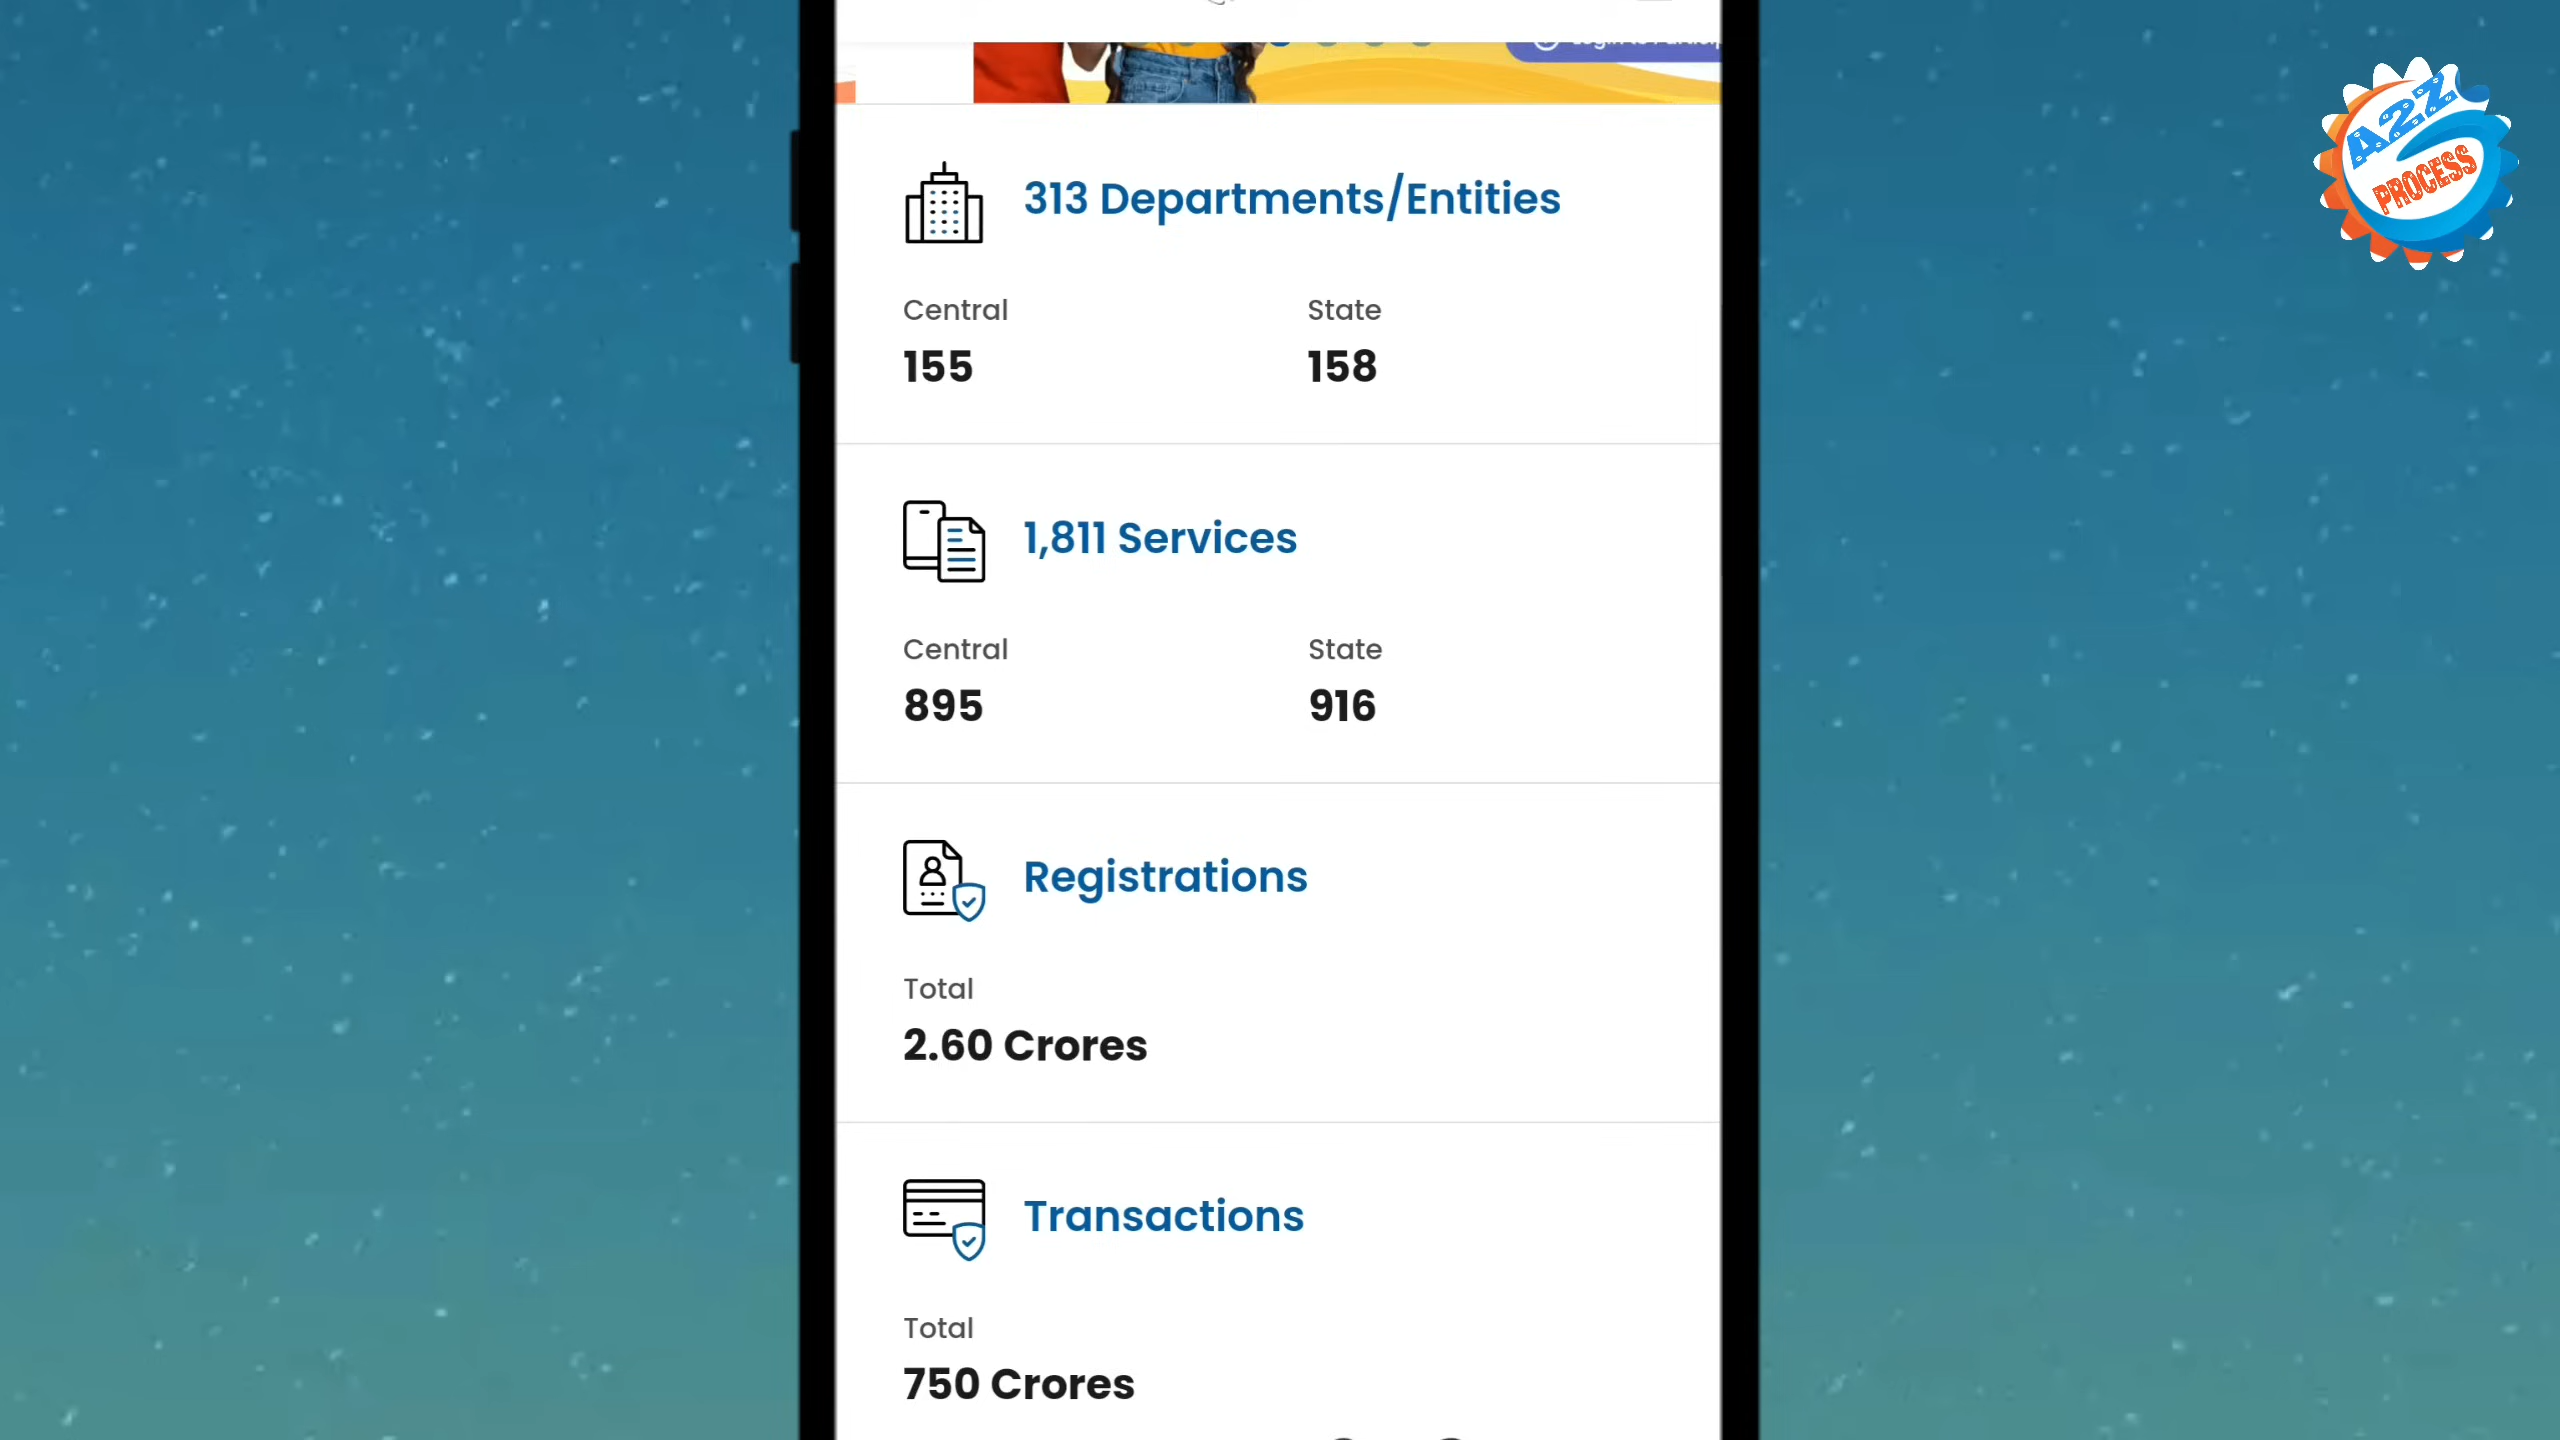 A2Z
PROCESS
313 Departments/Entities
Central State
155 158
1,811 Services
Central State
895 916
Registrations
Total
2.60 Crores
Transactions
Total
750 Crores